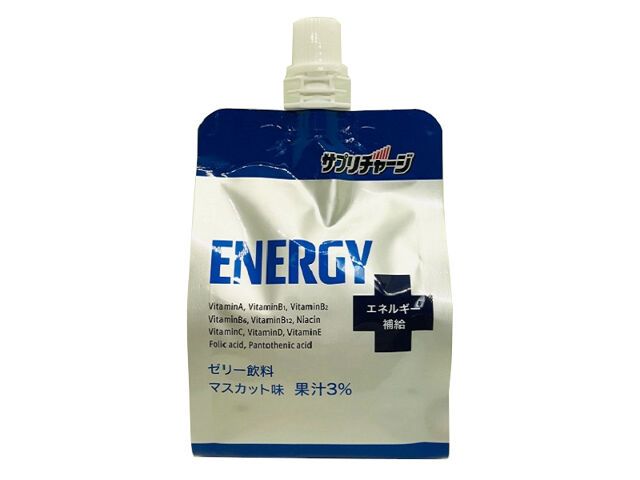 サプリチャージ
ENERGY
エネルギー
補給
VitaminA, VitaminB1, VitaminB2
VitaminB6, VitaminB12, Niacin
VitaminC, VitaminD, VitaminE
Folic acid, Pantothenic acid
ゼリー飲料
マスカット味 果汁3%